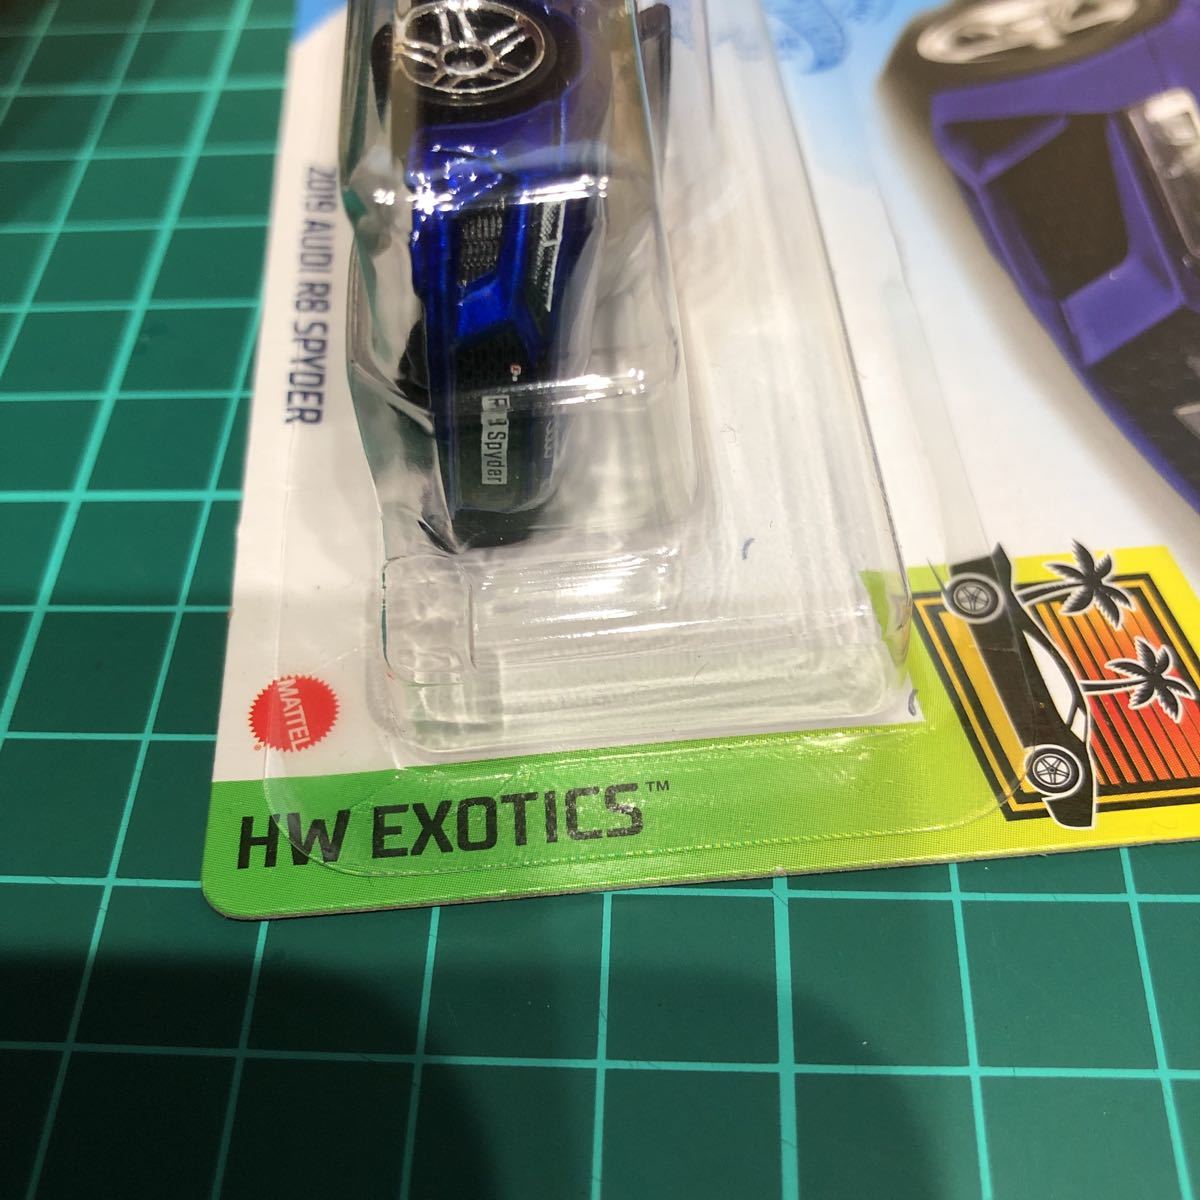 2019 AUDI R8 SPYDER
Spyder
MATTEL
®
HW EXOTICS™